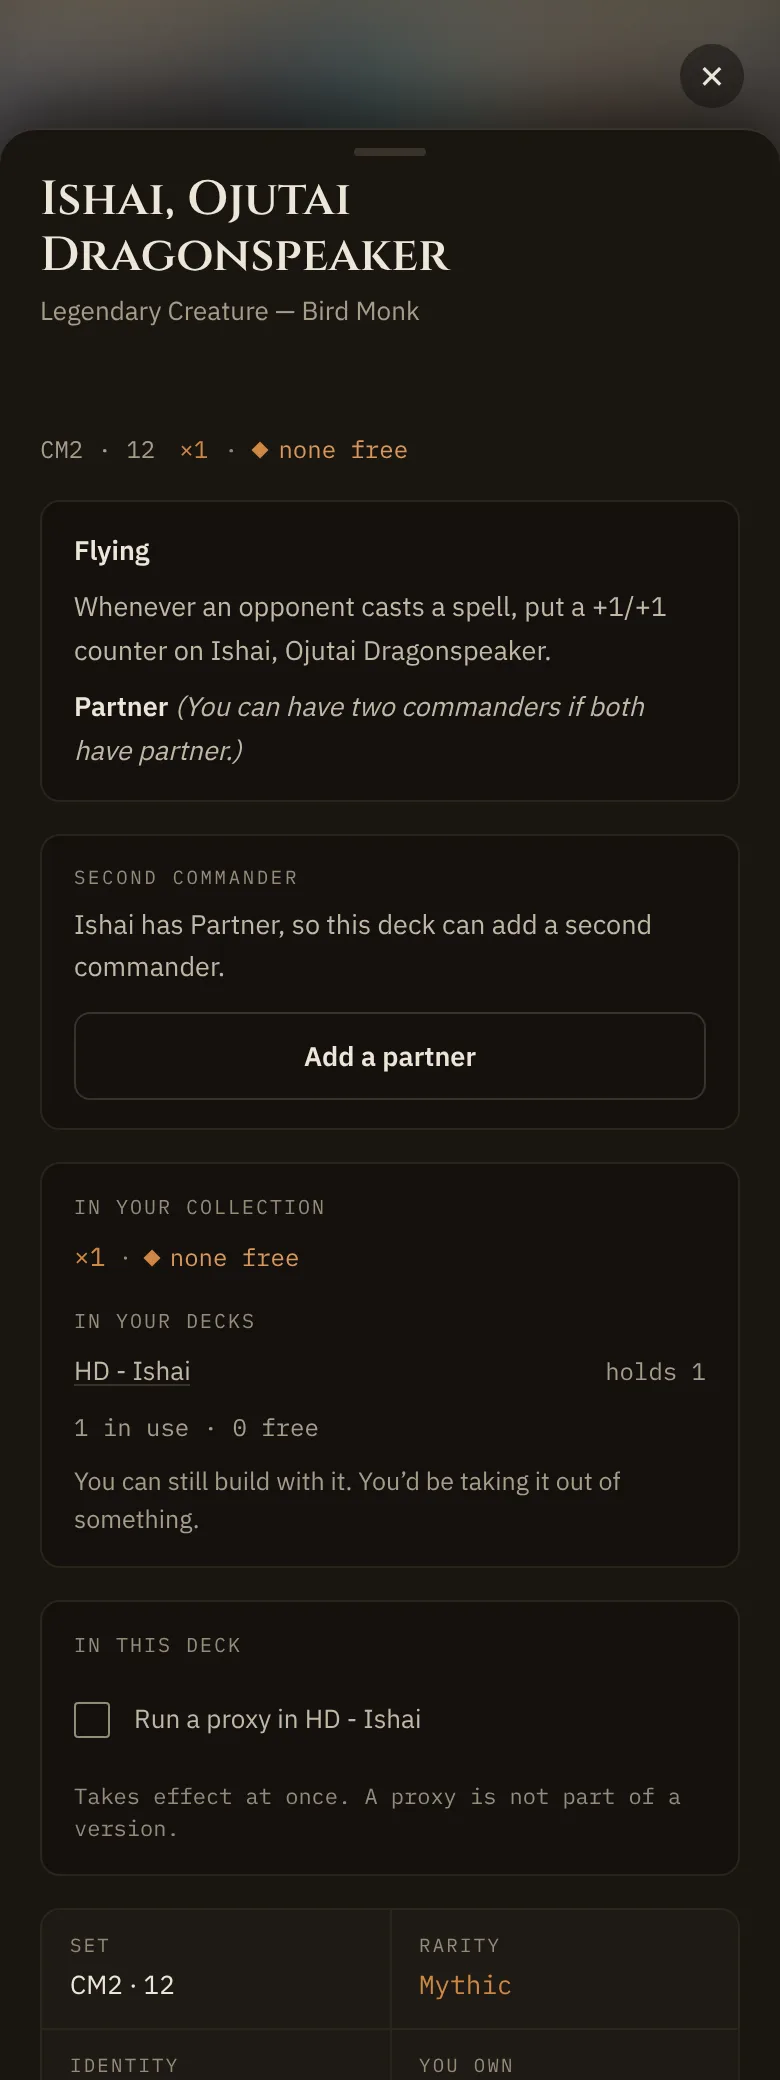 Ishai, Ojutai
Dragonspeaker
Legendary Creature — Bird Monk
CM2 · 12 ×1 · ◆ none free
Flying
Whenever an opponent casts a spell, put a +1/+1
counter on Ishai, Ojutai Dragonspeaker.
Partner (You can have two commanders if both
have partner.)
SECOND COMMANDER
Ishai has Partner, so this deck can add a second
commander.
Add a partner
IN YOUR COLLECTION
×1 · ◆ none free
IN YOUR DECKS
HD - Ishai holds 1
1 in use · 0 free
You can still build with it. You’d be taking it out of
something.
IN THIS DECK
Run a proxy in HD - Ishai
Takes effect at once. A proxy is not part of a
version.
SET RARITY
CM2 · 12 Mythic
IDENTITY YOU OWN